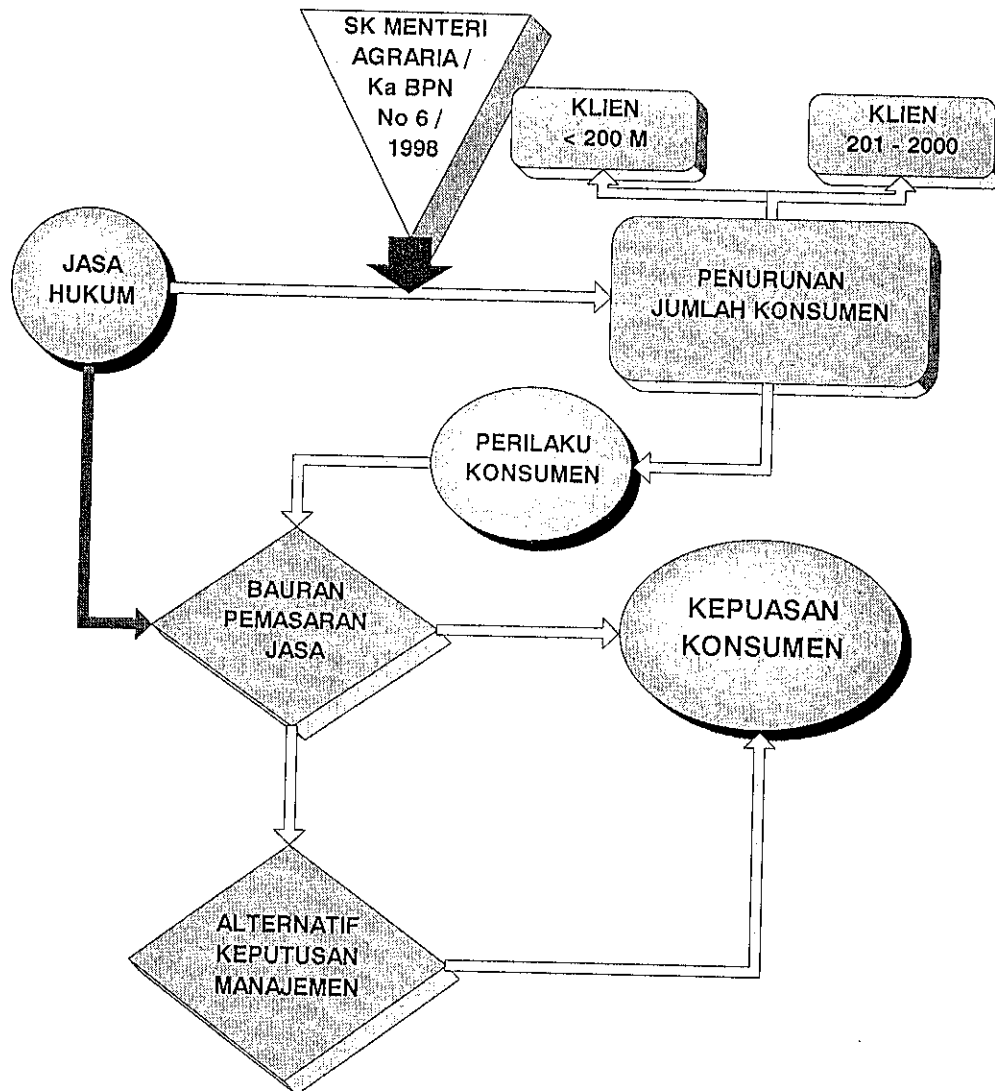 SK MENTERI
AGRARIA /
Ka BPN
No 6 /
1998
KLIEN
< 200 M
KLIEN
201 - 2000
JASA
HUKUM
PENURUNAN
JUMLAH KONSUMEN
PERILAKU
KONSUMEN
BAURAN
PEMASARAN
JASA
KEPUASAN
KONSUMEN
ALTERNATIF
KEPUTUSAN
MANAJEMEN